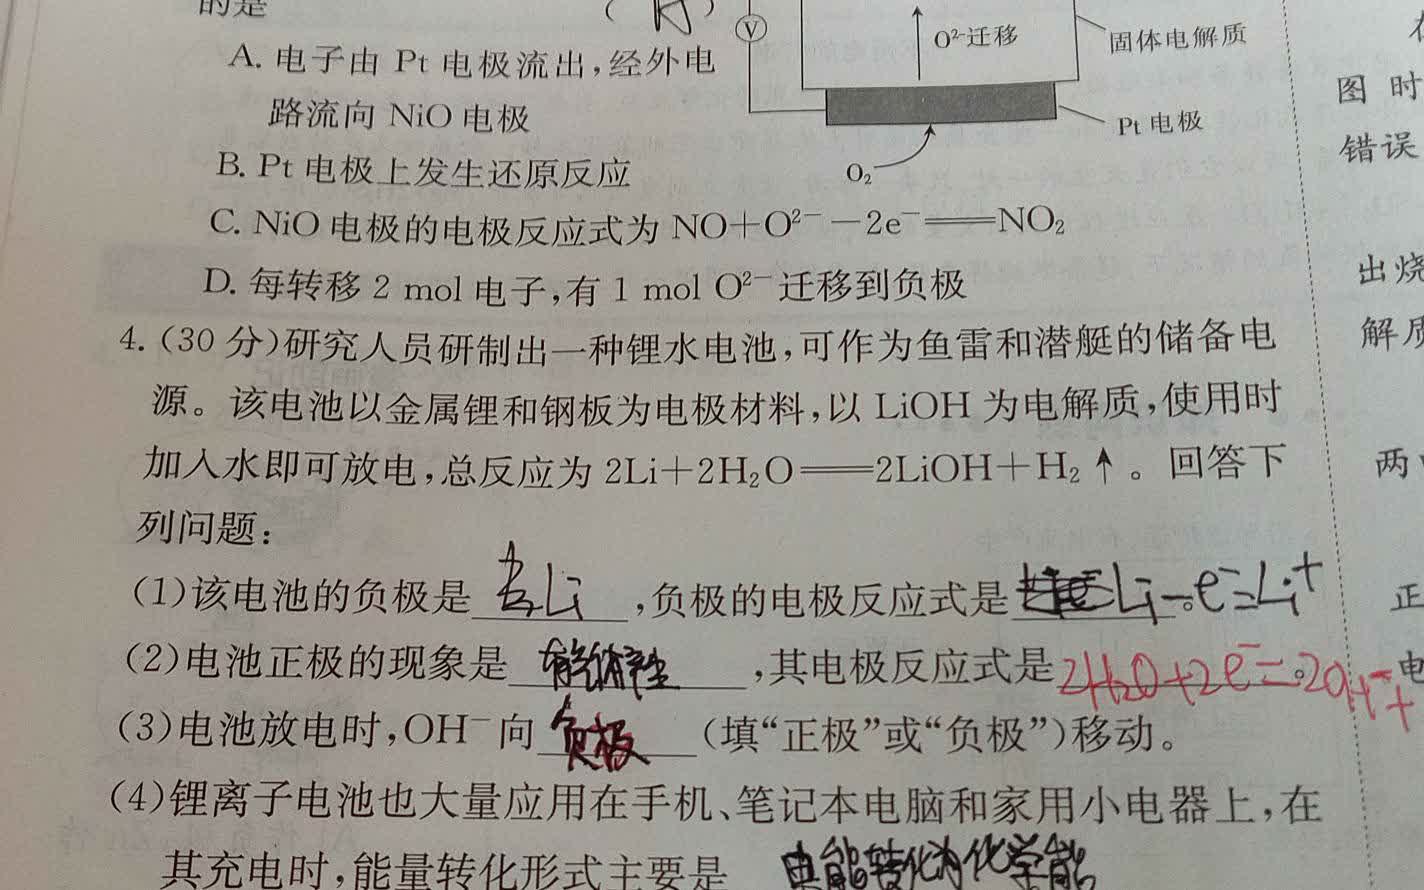 的是 (A)
A. 电子由 Pt 电极流出,经外电
路流向 NiO 电极
B. Pt 电极上发生还原反应
C. NiO 电极的电极反应式为 NO+O²⁻−2e⁻═NO₂
D. 每转移 2 mol 电子,有 1 mol O²⁻ 迁移到负极
V
O²⁻迁移
固体电解质
Pt 电极
O₂
4. (30 分)研究人员研制出一种锂水电池,可作为鱼雷和潜艇的储备电
源。该电池以金属锂和钢板为电极材料,以 LiOH 为电解质,使用时
加入水即可放电,总反应为 2Li+2H₂O═2LiOH+H₂↑。回答下
列问题:
(1)该电池的负极是 Li ,负极的电极反应式是 Li−e⁻=Li⁺。
(2)电池正极的现象是 有气体产生 ,其电极反应式是 2H₂O+2e⁻=2OH⁻+。
(3)电池放电时,OH⁻向 负极 (填“正极”或“负极”)移动。
(4)锂离子电池也大量应用在手机、笔记本电脑和家用小电器上,在
其充电时,能量转化形式主要是 电能转化为化学能
图 时
错误
出烧
解质
两
正
电